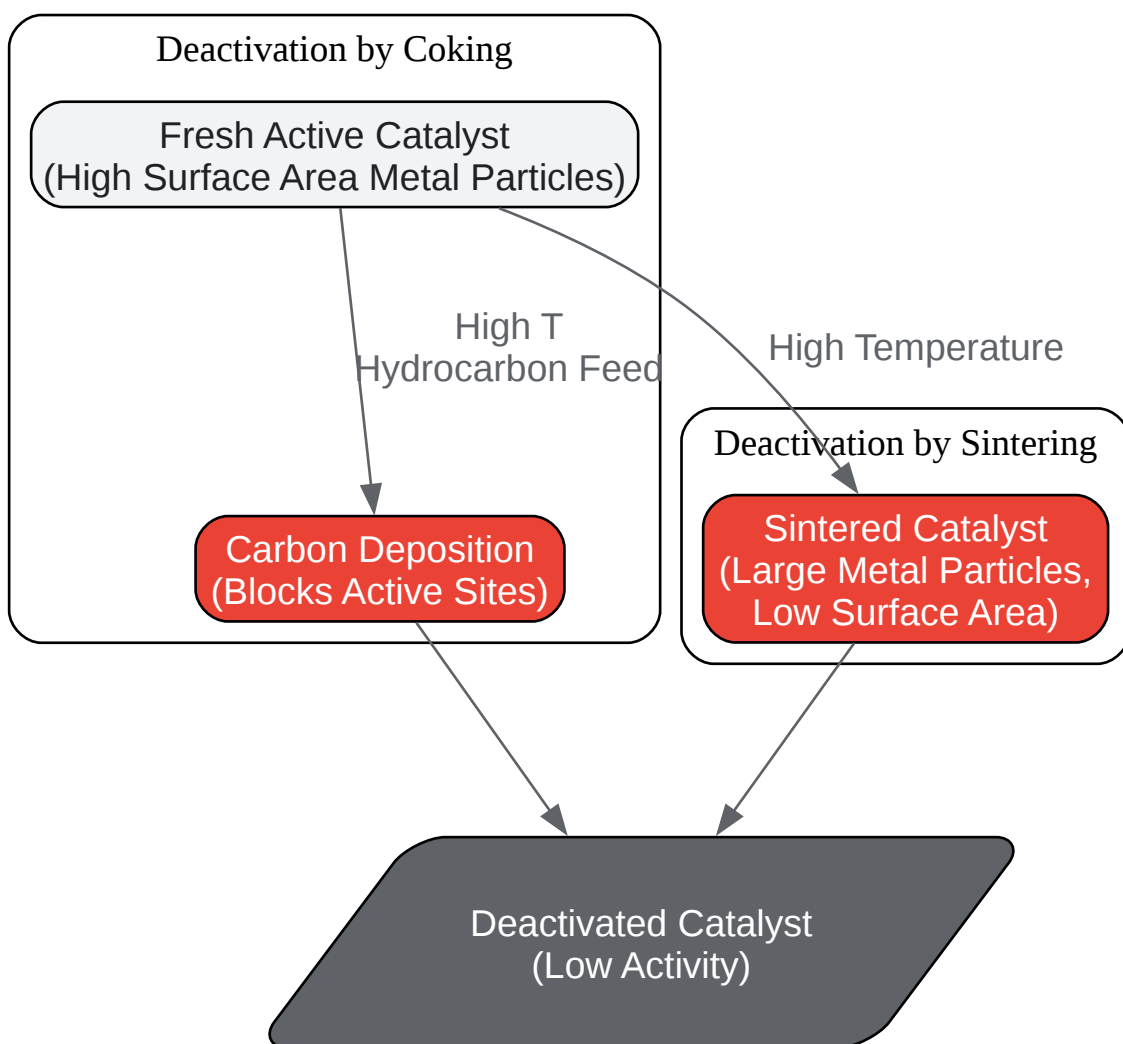 Deactivation by Coking
Fresh Active Catalyst
(High Surface Area Metal Particles)
High T
Hydrocarbon Feed
High Temperature
Deactivation by Sintering
Carbon Deposition
(Blocks Active Sites)
Sintered Catalyst
(Large Metal Particles,
Low Surface Area)
Deactivated Catalyst
(Low Activity)